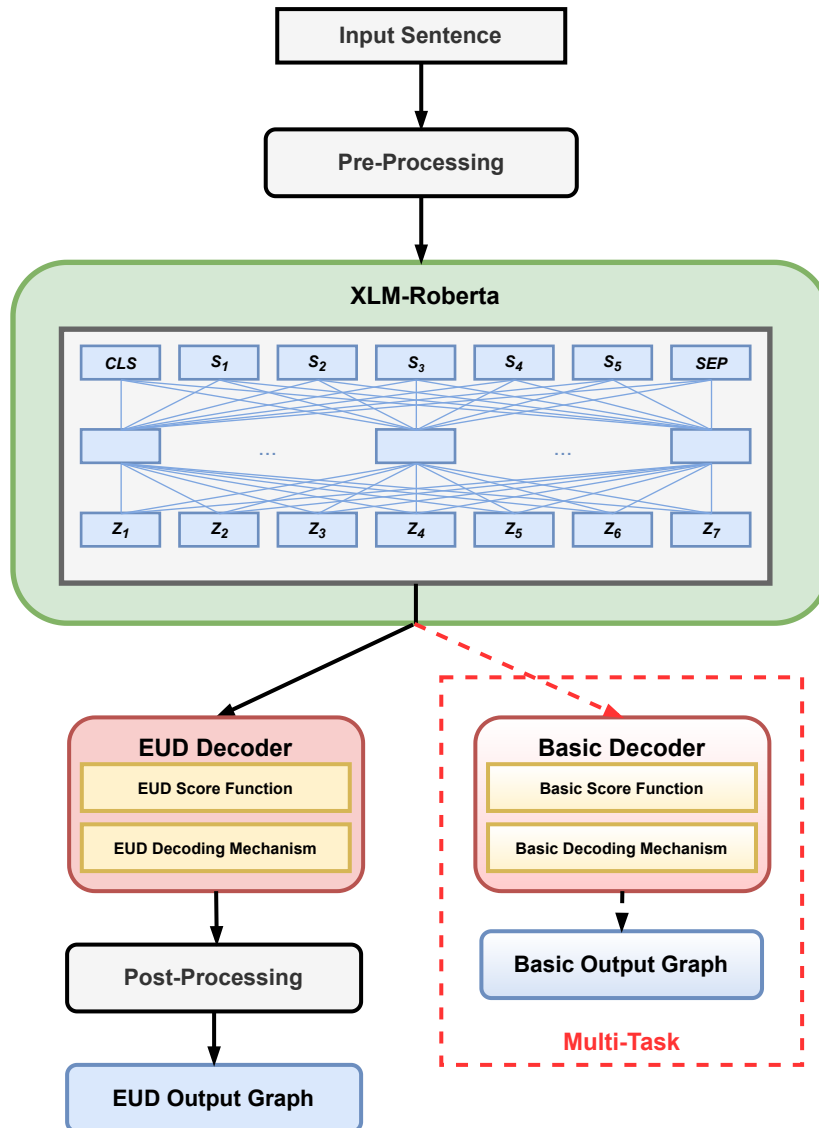 Input Sentence
Pre-Processing
XLM-Roberta
CLS S1 S2 S3 S4 S5 SEP
... ...
Z1 Z2 Z3 Z4 Z5 Z6 Z7
EUD Decoder
EUD Score Function
EUD Decoding Mechanism
Post-Processing
EUD Output Graph
Basic Decoder
Basic Score Function
Basic Decoding Mechanism
Basic Output Graph
Multi-Task